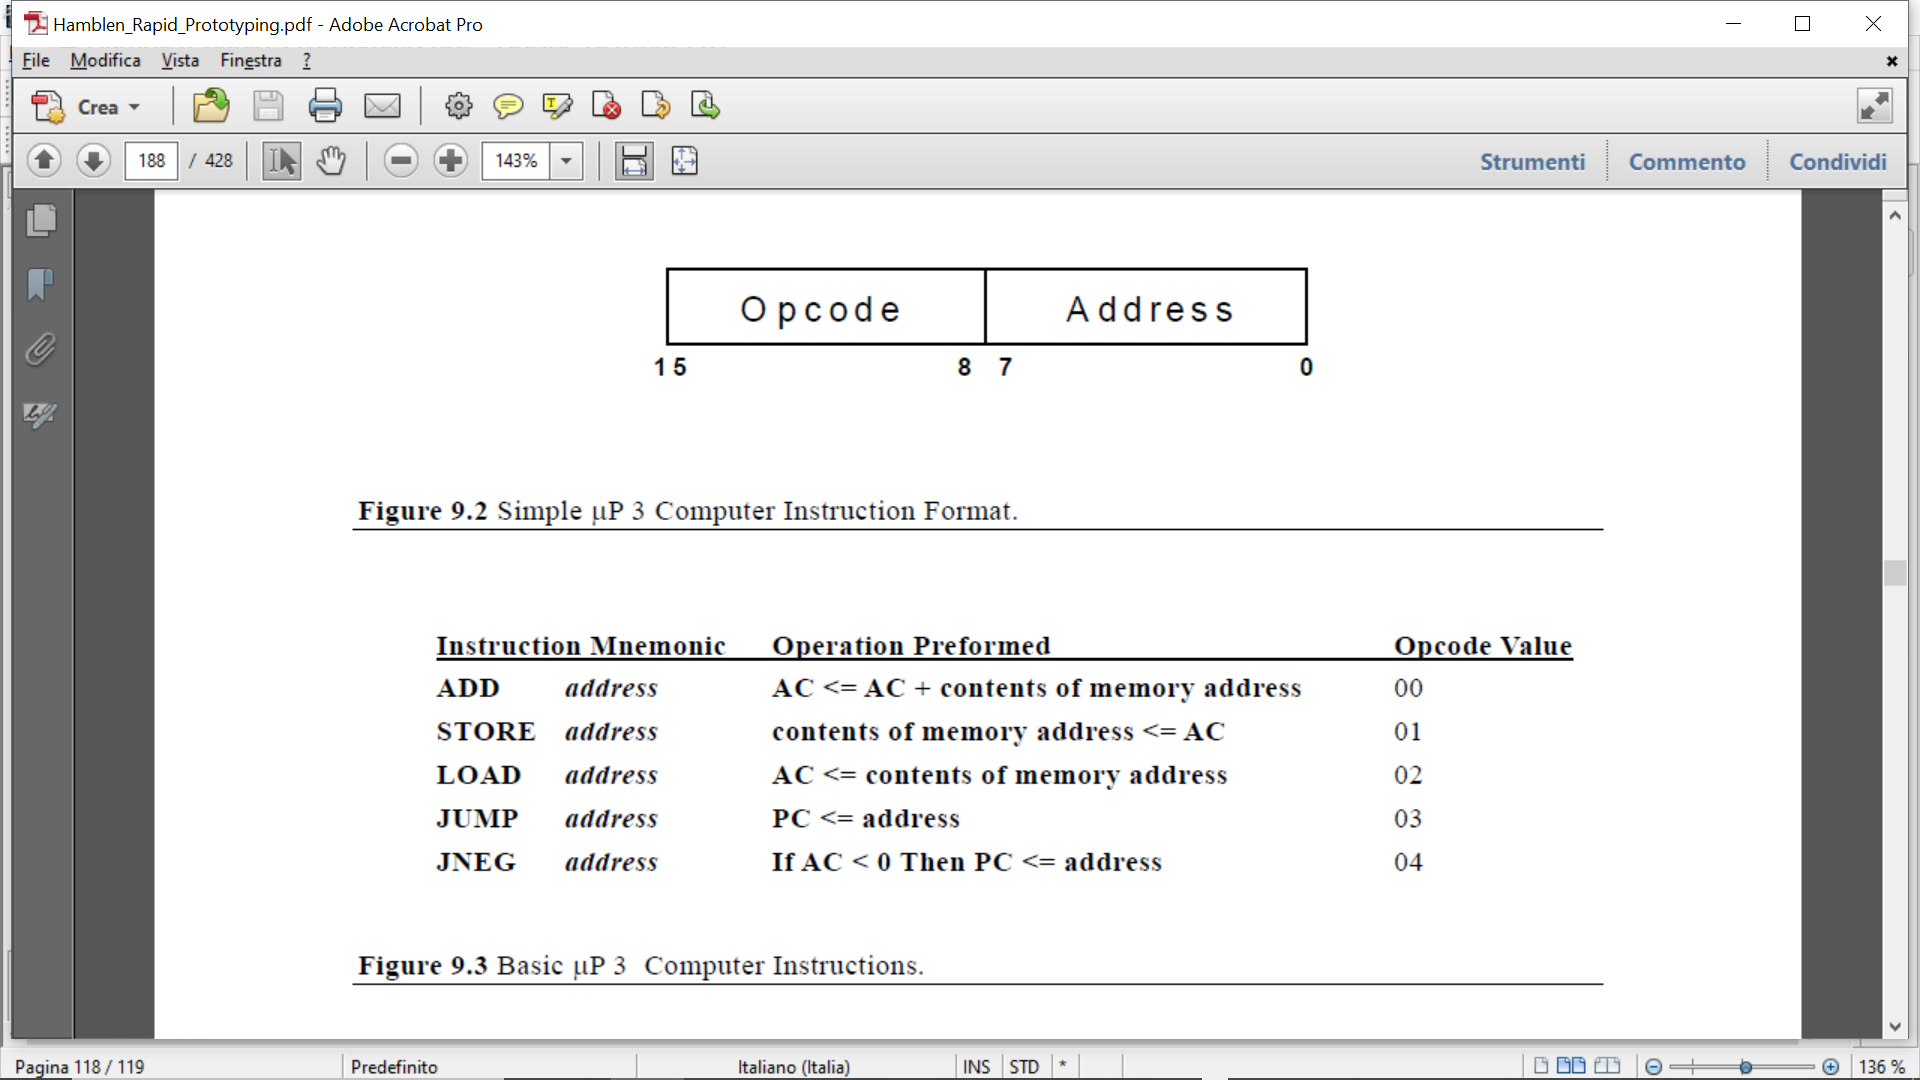 Hamblen_Rapid_Prototyping.pdf - Adobe Acrobat Pro
File Modifica Vista Finestra ?
Crea
188 / 428 143% Strumenti Commento Condividi
Opcode Address
15 8 7 0
Figure 9.2 Simple µP 3 Computer Instruction Format.
Instruction Mnemonic Operation Preformed Opcode Value
ADD address AC <= AC + contents of memory address 00
STORE address contents of memory address <= AC 01
LOAD address AC <= contents of memory address 02
JUMP address PC <= address 03
JNEG address If AC < 0 Then PC <= address 04
Figure 9.3 Basic µP 3 Computer Instructions.
Pagina 118 / 119 Predefinito Italiano (Italia) INS STD * 136 %